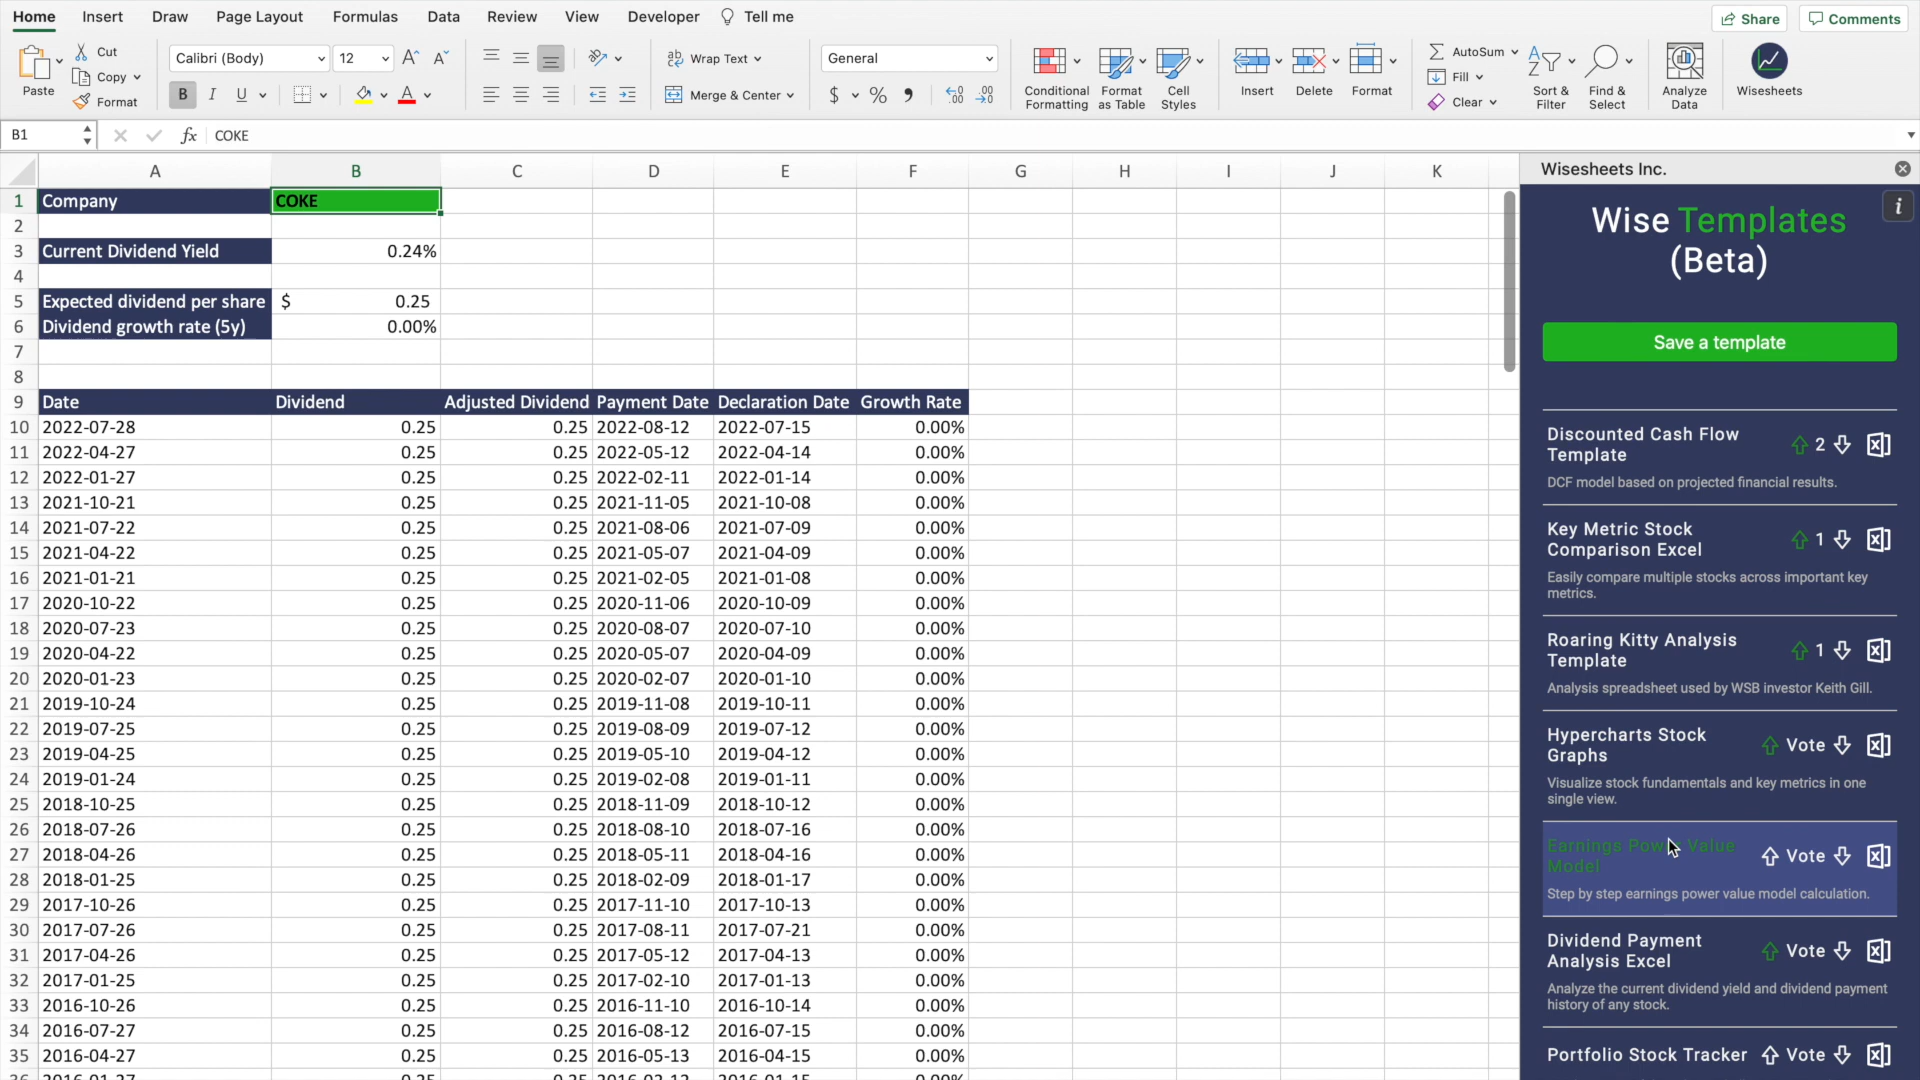 Home Insert Draw Page Layout Formulas Data Review View Developer Tell me Share Comments
Paste Cut Copy Format
Calibri (Body) 12
B I U A A A
Wrap Text
Merge & Center
General
$ % 
Conditional Formatting
Format as Table
Cell Styles
Insert Delete Format
AutoSum
Fill
Clear
Sort & Filter
Find & Select
Analyze Data
Wisesheets
B1 fx COKE
A B C D E F G H I J K
1 Company COKE
2
3 Current Dividend Yield 0.24%
4
5 Expected dividend per share $ 0.25
6 Dividend growth rate (5y) 0.00%
7
8
9 Date Dividend Adjusted Dividend Payment Date Declaration Date Growth Rate
10 2022-07-28 0.25 0.25 2022-08-12 2022-07-15 0.00%
11 2022-04-27 0.25 0.25 2022-05-12 2022-04-14 0.00%
12 2022-01-27 0.25 0.25 2022-02-11 2022-01-14 0.00%
13 2021-10-21 0.25 0.25 2021-11-05 2021-10-08 0.00%
14 2021-07-22 0.25 0.25 2021-08-06 2021-07-09 0.00%
15 2021-04-22 0.25 0.25 2021-05-07 2021-04-09 0.00%
16 2021-01-21 0.25 0.25 2021-02-05 2021-01-08 0.00%
17 2020-10-22 0.25 0.25 2020-11-06 2020-10-09 0.00%
18 2020-07-23 0.25 0.25 2020-08-07 2020-07-10 0.00%
19 2020-04-22 0.25 0.25 2020-05-07 2020-04-09 0.00%
20 2020-01-23 0.25 0.25 2020-02-07 2020-01-10 0.00%
21 2019-10-24 0.25 0.25 2019-11-08 2019-10-11 0.00%
22 2019-07-25 0.25 0.25 2019-08-09 2019-07-12 0.00%
23 2019-04-25 0.25 0.25 2019-05-10 2019-04-12 0.00%
24 2019-01-24 0.25 0.25 2019-02-08 2019-01-11 0.00%
25 2018-10-25 0.25 0.25 2018-11-09 2018-10-12 0.00%
26 2018-07-26 0.25 0.25 2018-08-10 2018-07-16 0.00%
27 2018-04-26 0.25 0.25 2018-05-11 2018-04-16 0.00%
28 2018-01-25 0.25 0.25 2018-02-09 2018-01-17 0.00%
29 2017-10-26 0.25 0.25 2017-11-10 2017-10-13 0.00%
30 2017-07-26 0.25 0.25 2017-08-11 2017-07-21 0.00%
31 2017-04-26 0.25 0.25 2017-05-12 2017-04-13 0.00%
32 2017-01-25 0.25 0.25 2017-02-10 2017-01-13 0.00%
33 2016-10-26 0.25 0.25 2016-11-10 2016-10-14 0.00%
34 2016-07-27 0.25 0.25 2016-08-12 2016-07-15 0.00%
35 2016-04-27 0.25 0.25 2016-05-13 2016-04-15 0.00%
Wisesheets Inc.
i
Wise Templates
(Beta)
Save a template
Discounted Cash Flow
Template
2
DCF model based on projected financial results.
Key Metric Stock
Comparison Excel
1
Easily compare multiple stocks across important key
metrics.
Roaring Kitty Analysis
Template
1
Analysis spreadsheet used by WSB investor Keith Gill.
Hypercharts Stock
Graphs
Vote
Visualize stock fundamentals and key metrics in one
single view.
Earnings Power Value
Model
Vote
Step by step earnings power value model calculation.
Dividend Payment
Analysis Excel
Vote
Analyze the current dividend yield and dividend payment
history of any stock.
Portfolio Stock Tracker Vote